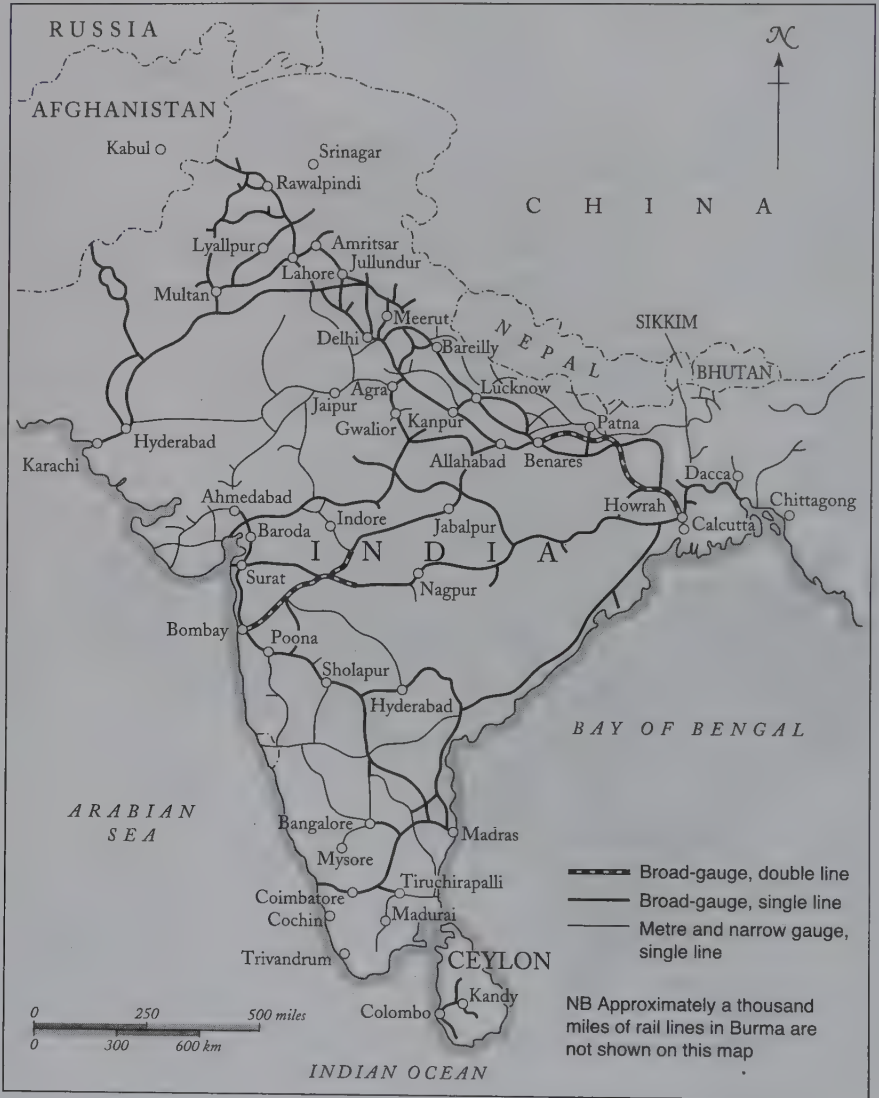 RUSSIA
N
AFGHANISTAN
Kabul
Srinagar
Rawalpindi
CHINA
Lyallpur
Amritsar
Lahore
Jullundur
Multan
Meerut
Delhi
Bareilly
NEPAL
SIKKIM
BHUTAN
Agra
Jaipur
Lucknow
Gwalior
Kanpur
Patna
Hyderabad
Karachi
Allahabad
Benares
Dacca
Ahmedabad
Howrah
Chittagong
Baroda
Indore
Jabalpur
Calcutta
INDIA
Surat
Nagpur
Bombay
Poona
Sholapur
Hyderabad
BAY OF BENGAL
ARABIAN
SEA
Bangalore
Madras
Mysore
Coimbatore
Tiruchirapalli
Cochin
Madurai
Trivandrum
CEYLON
Kandy
Colombo
Broad-gauge, double line
Broad-gauge, single line
Metre and narrow gauge,
single line
NB Approximately a thousand
miles of rail lines in Burma are
not shown on this map
0 250 500 miles
0 300 600 km
INDIAN OCEAN